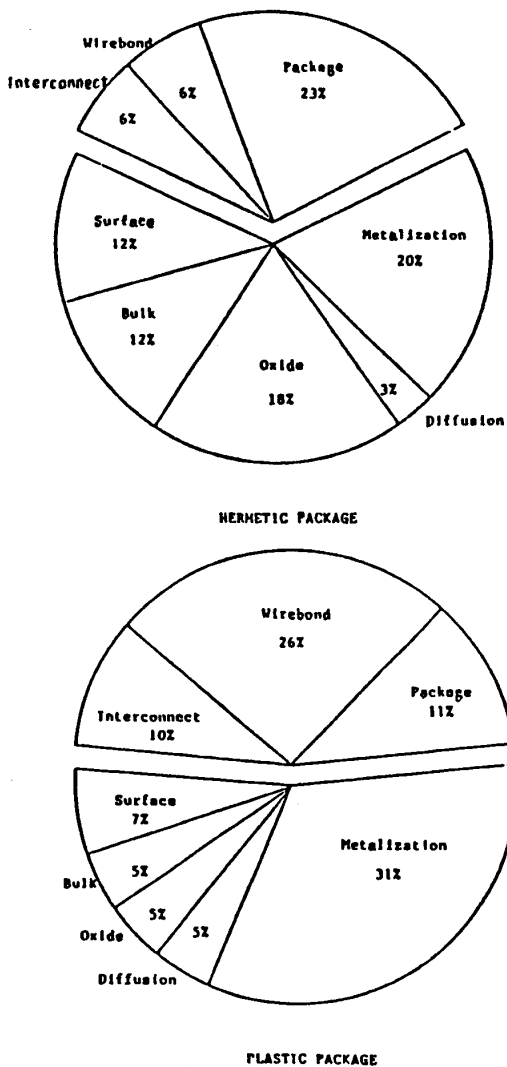 Wirebond
6%
Interconnect
6%
Package
23%
Surface
12%
Metalization
20%
Bulk
12%
Oxide
18%
3%
Diffusion
HERMETIC PACKAGE
Wirebond
26%
Package
11%
Interconnect
10%
Surface
7%
Metalization
31%
Bulk
5%
Oxide
5%
Diffusion
5%
PLASTIC PACKAGE